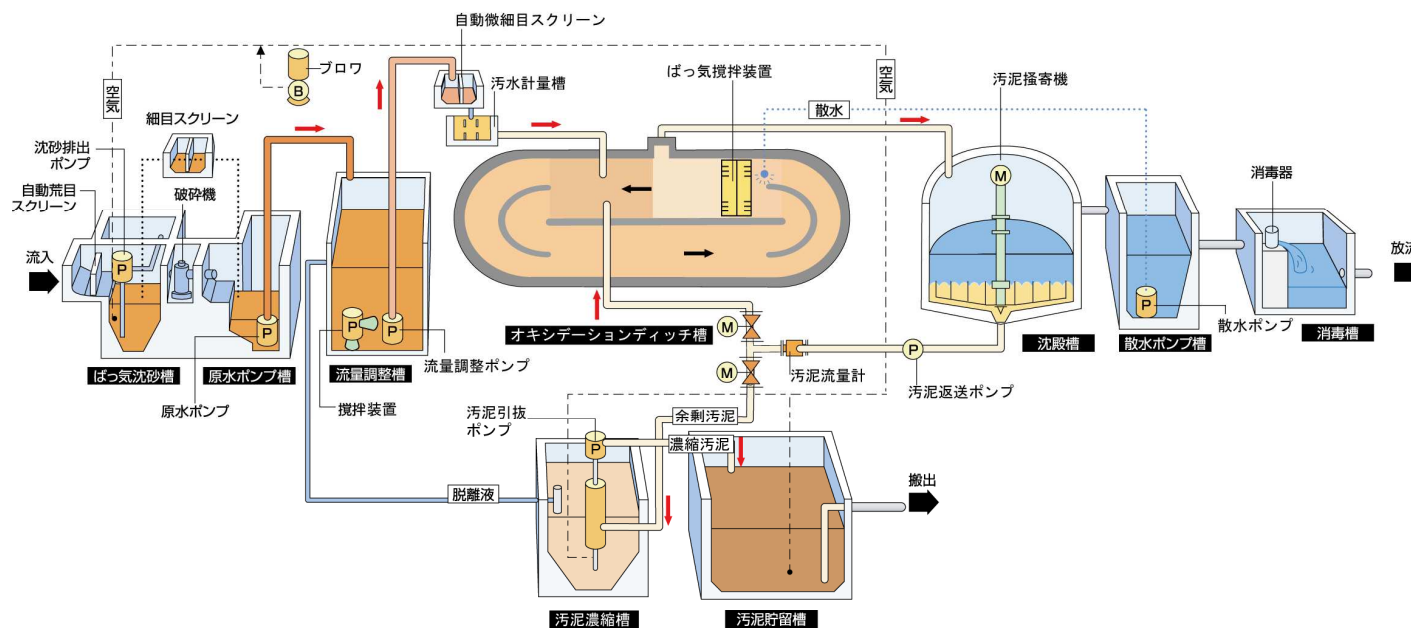 自動微細目スクリーン
ブロワ
B
汚水計量槽
ばっ気撹拌装置
空気
汚泥掻寄機
空気
細目スクリーン
散水
沈砂排出
ポンプ
自動荒目
スクリーン
破砕機
消毒器
M
流入
P
放流
P
P
P
P
オキシデーションディッチ槽
M
散水ポンプ
消毒槽
沈殿槽
散水ポンプ槽
流量調整ポンプ
ばっ気沈砂槽
原水ポンプ槽
流量調整槽
P
M
汚泥流量計
汚泥返送ポンプ
原水ポンプ
撹拌装置
汚泥引抜
ポンプ
余剰汚泥
P
濃縮汚泥
脱離液
搬出
汚泥濃縮槽
汚泥貯留槽